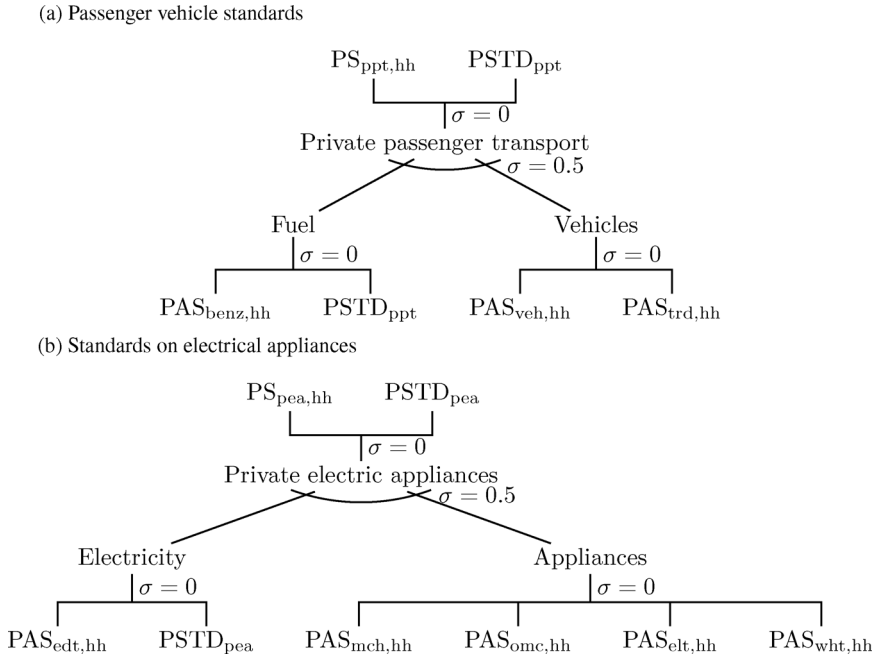 (a) Passenger vehicle standards
PS_ppt,hh PSTD_ppt
σ = 0
Private passenger transport
σ = 0.5
Fuel Vehicles
σ = 0 σ = 0
PAS_benz,hh PSTD_ppt PAS_veh,hh PAS_trd,hh
(b) Standards on electrical appliances
PS_pea,hh PSTD_pea
σ = 0
Private electric appliances
σ = 0.5
Electricity Appliances
σ = 0 σ = 0
PAS_edt,hh PSTD_pea PAS_mch,hh PAS_omc,hh PAS_elt,hh PAS_wht,hh